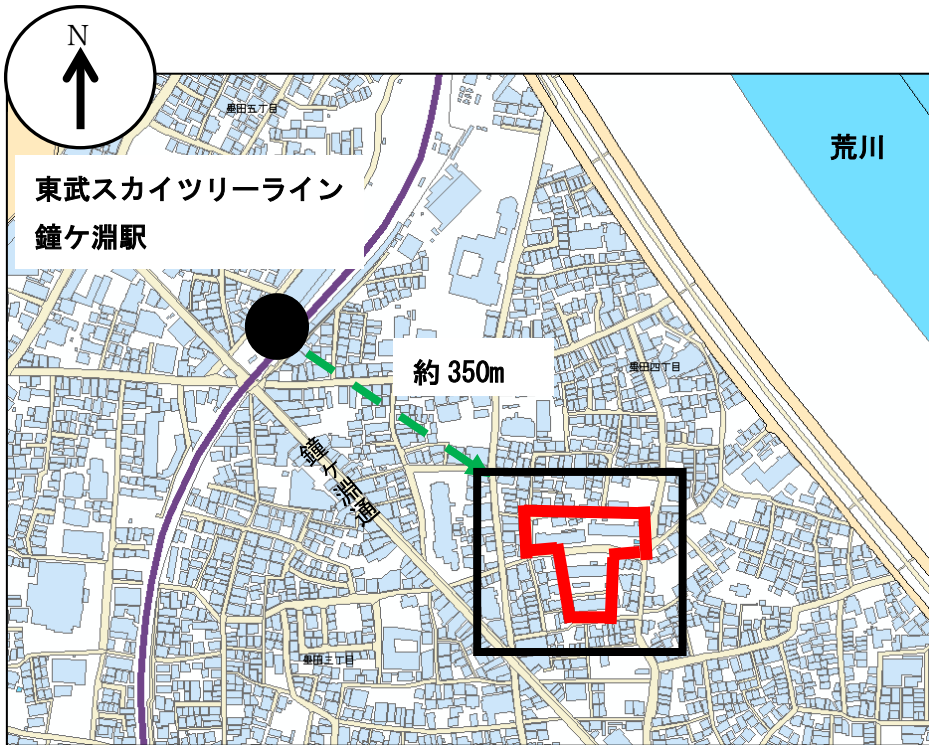 N
墨田五丁目
荒川
東武スカイツリーライン
鐘ケ淵駅
約350m
墨田四丁目
鐘ケ淵通
墨田三丁目